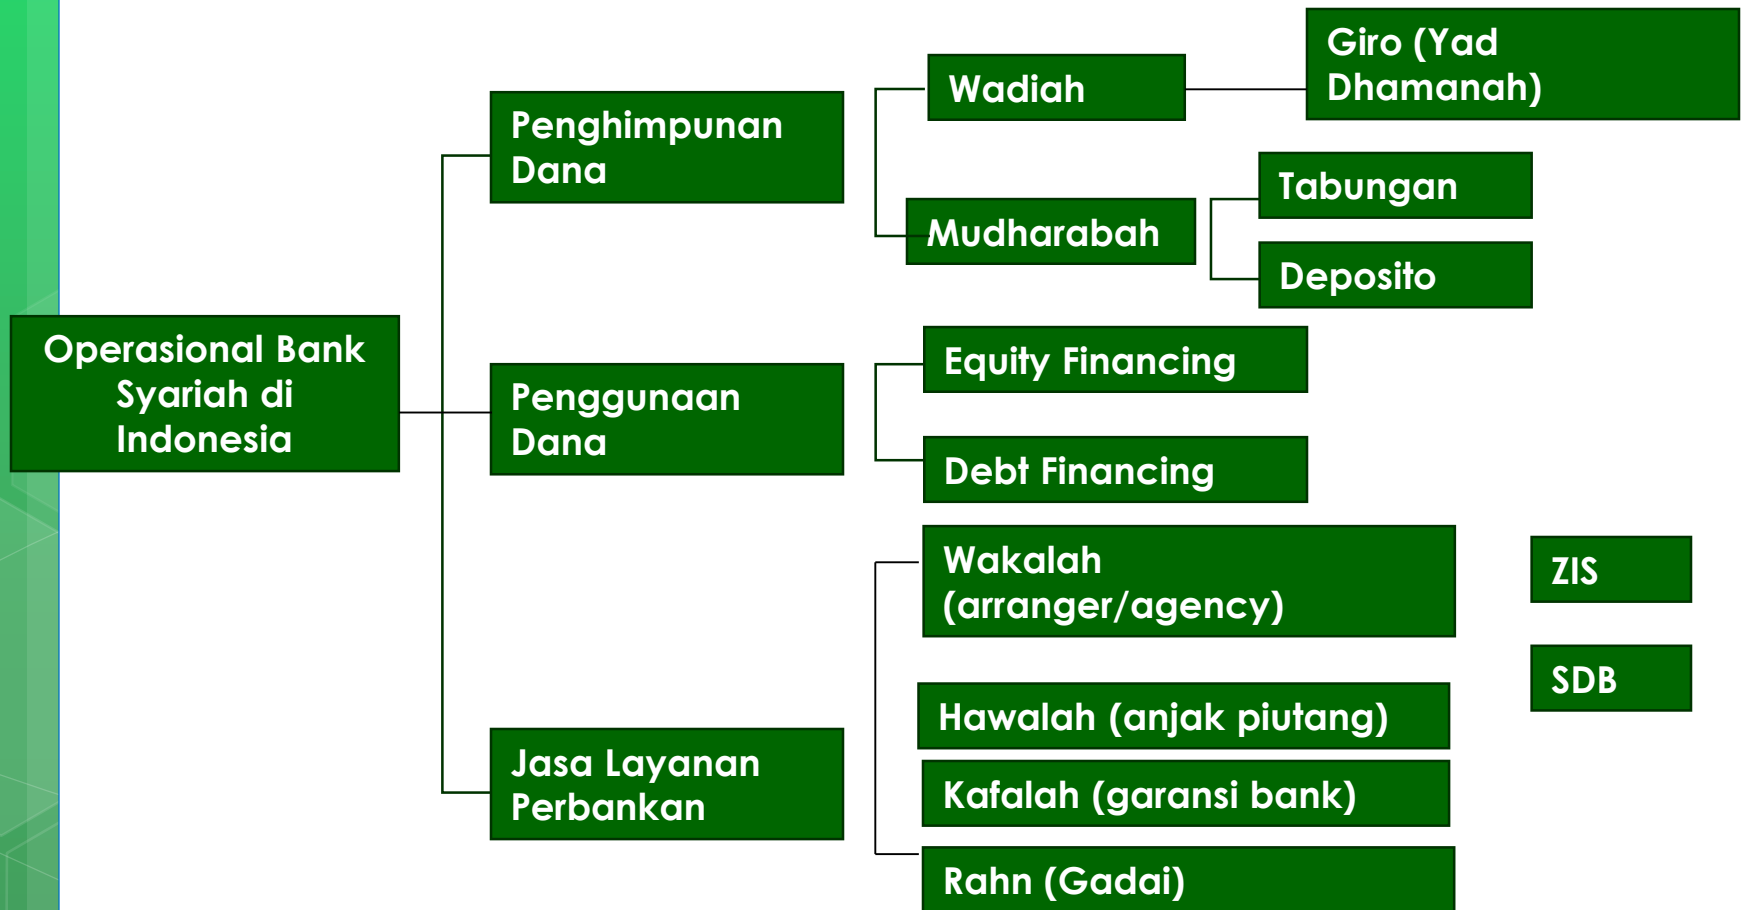 Operasional Bank
Syariah di
Indonesia
Penghimpunan
Dana
Wadiah
Giro (Yad
Dhamanah)
Mudharabah
Tabungan
Deposito
Penggunaan
Dana
Equity Financing
Debt Financing
Jasa Layanan
Perbankan
Wakalah
(arranger/agency)
Hawalah (anjak piutang)
Kafalah (garansi bank)
Rahn (Gadai)
ZIS
SDB